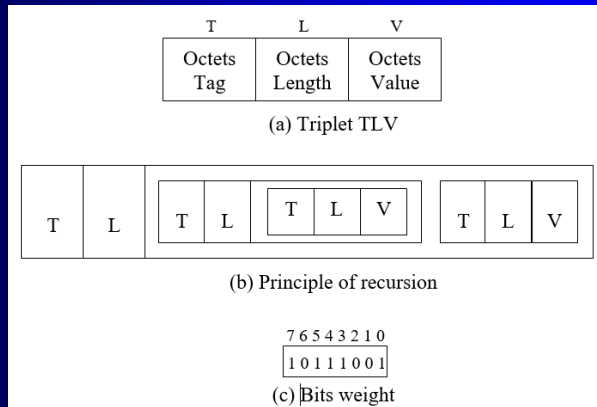 T L V
Octets Tag Octets Length Octets Value
(a) Triplet TLV
T L T L T L V T L V
(b) Principle of recursion
7 6 5 4 3 2 1 0
1 0 1 1 1 0 0 1
(c) Bits weight